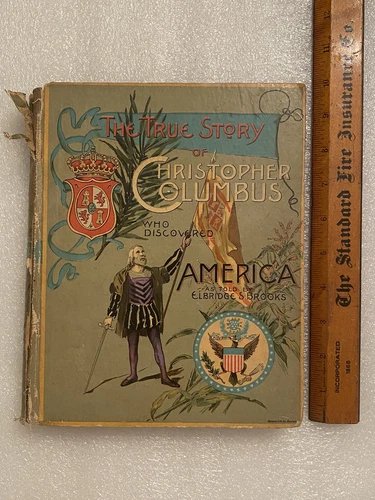 THE TRUE STORY
OF
CHRISTOPHER
COLUMBUS
WHO
DISCOVERED
AMERICA
AS TOLD BY
ELBRIDGE S BROOKS
The Standard Fire Insurance Co.
INCORPORATED